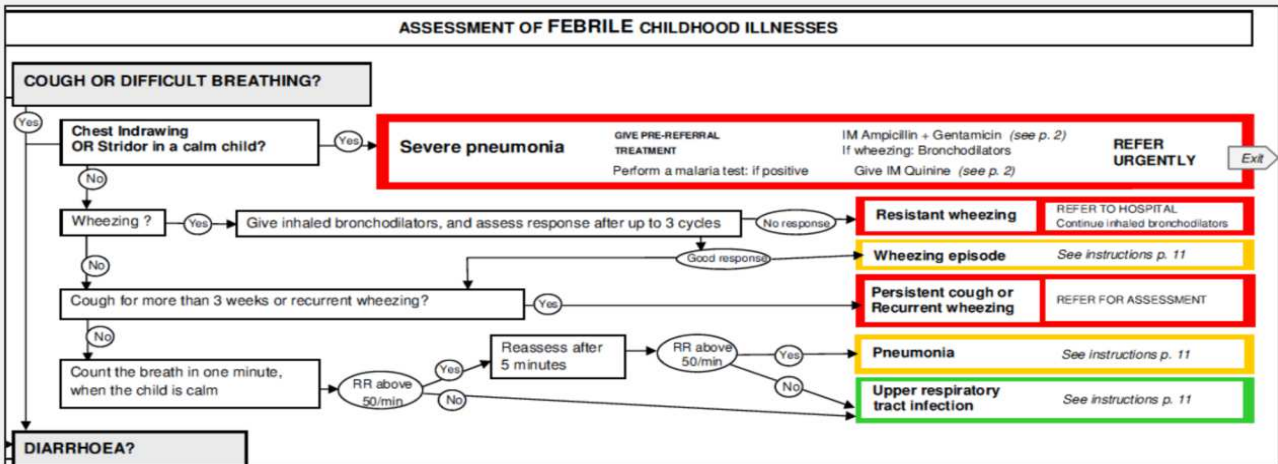 ASSESSMENT OF FEBRILE CHILDHOOD ILLNESSES
COUGH OR DIFFICULT BREATHING?
Yes
Chest Indrawing
OR Stridor in a calm child?
Yes
Severe pneumonia
GIVE PRE-REFERRAL
TREATMENT
Perform a malaria test: if positive
IM Ampicillin + Gentamicin (see p. 2)
If wheezing: Bronchodilators
Give IM Quinine (see p. 2)
REFER
URGENTLY
Exit
No
Wheezing ?
Yes
Give inhaled bronchodilators, and assess response after up to 3 cycles
No response
Resistant wheezing
REFER TO HOSPITAL
Continue inhaled bronchodilators
Good response
Wheezing episode
See instructions p. 11
No
Cough for more than 3 weeks or recurrent wheezing?
Yes
Persistent cough or
Recurrent wheezing
REFER FOR ASSESSMENT
No
Count the breath in one minute,
when the child is calm
RR above
50/min
Yes
No
Reassess after
5 minutes
RR above
50/min
Yes
No
Pneumonia
See instructions p. 11
Upper respiratory
tract infection
See instructions p. 11
DIARRHOEA?